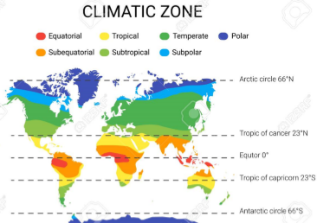 CLIMATIC ZONE
Equatorial Tropical Temperate Polar
Subequatorial Subtropical Subpolar
Arctic circle 66°N
Tropic of cancer 23°N
Equtor 0°
Tropic of capricorn 23°S
Antarctic circle 66°S